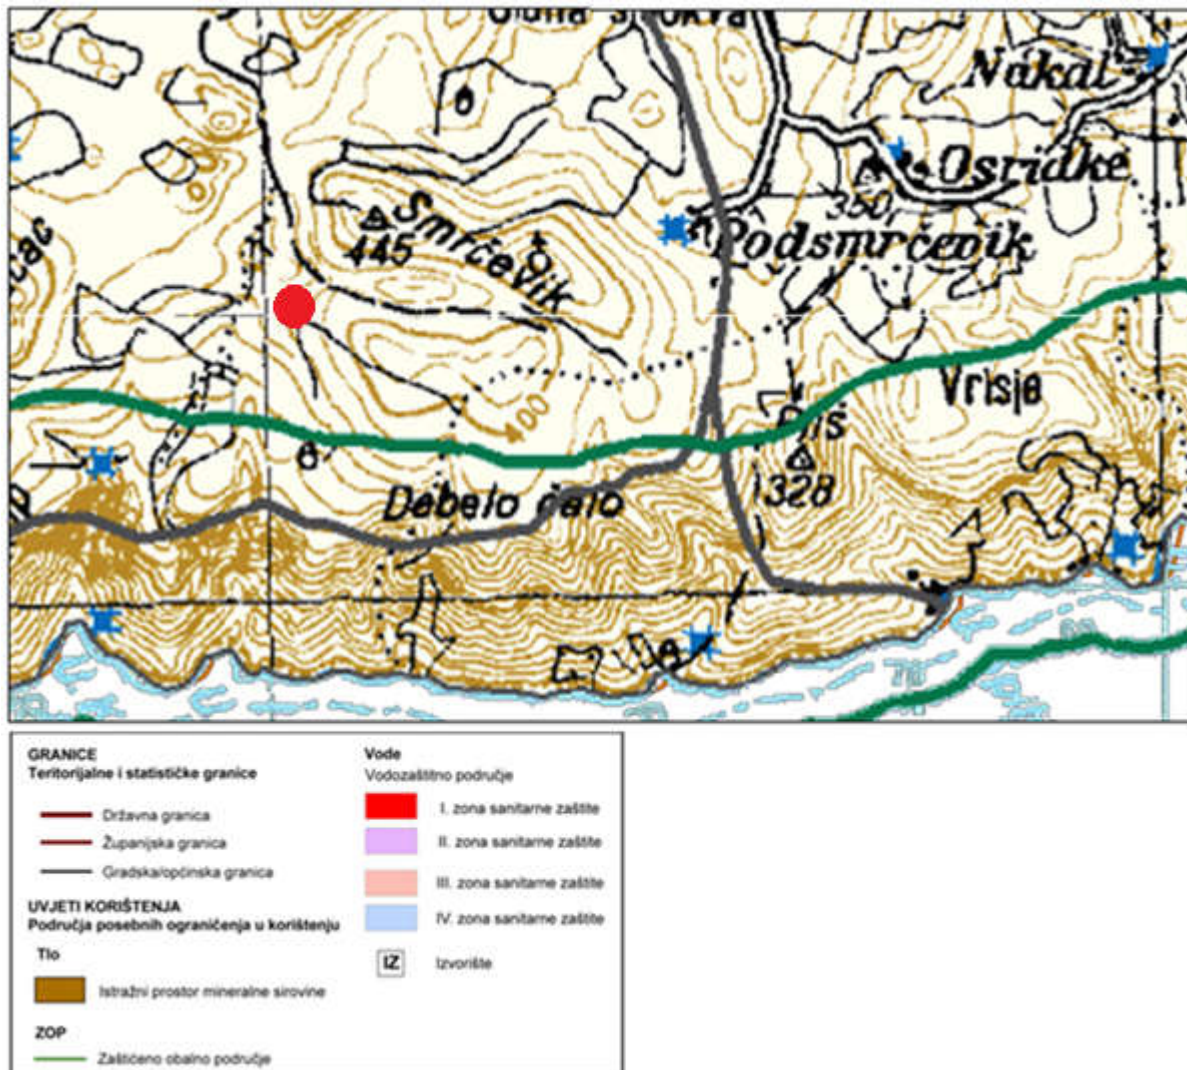 Nakal
Osridke
350
Podsmrčevik
Smrčevik
445
400
Vrisje
328
Debelo čelo
GRANICE
Teritorijalne i statističke granice
Državna granica
Županijska granica
Gradska/općinska granica
UVJETI KORIŠTENJA
Područja posebnih ograničenja u korištenju
Tlo
Istražni prostor mineralne sirovine
ZOP
Zaštićeno obalno područje
Vode
Vodozaštitno područje
I. zona sanitarne zaštite
II. zona sanitarne zaštite
III. zona sanitarne zaštite
IV. zona sanitarne zaštite
IZ
Izvorište